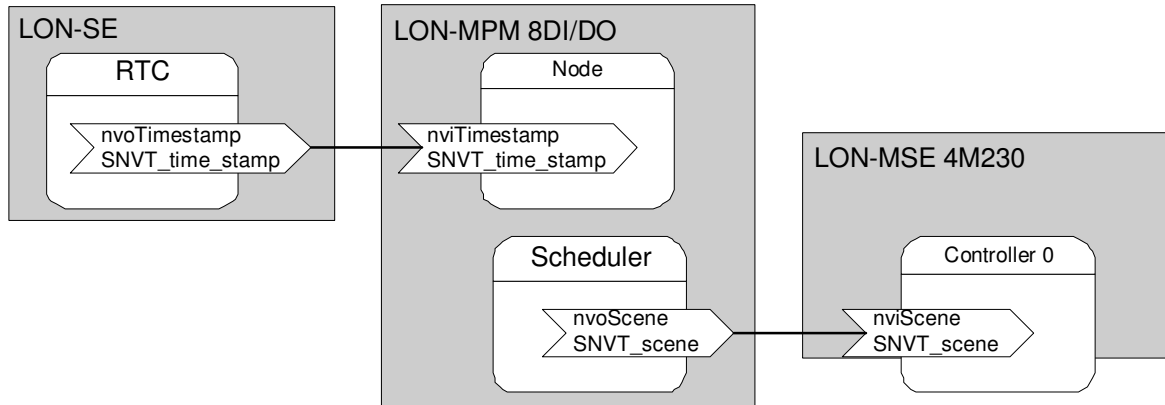 LON-SE
RTC
nvoTimestamp
SNVT_time_stamp
LON-MPM 8DI/DO
Node
nviTimestamp
SNVT_time_stamp
Scheduler
nvoScene
SNVT_scene
LON-MSE 4M230
Controller 0
nviScene
SNVT_scene